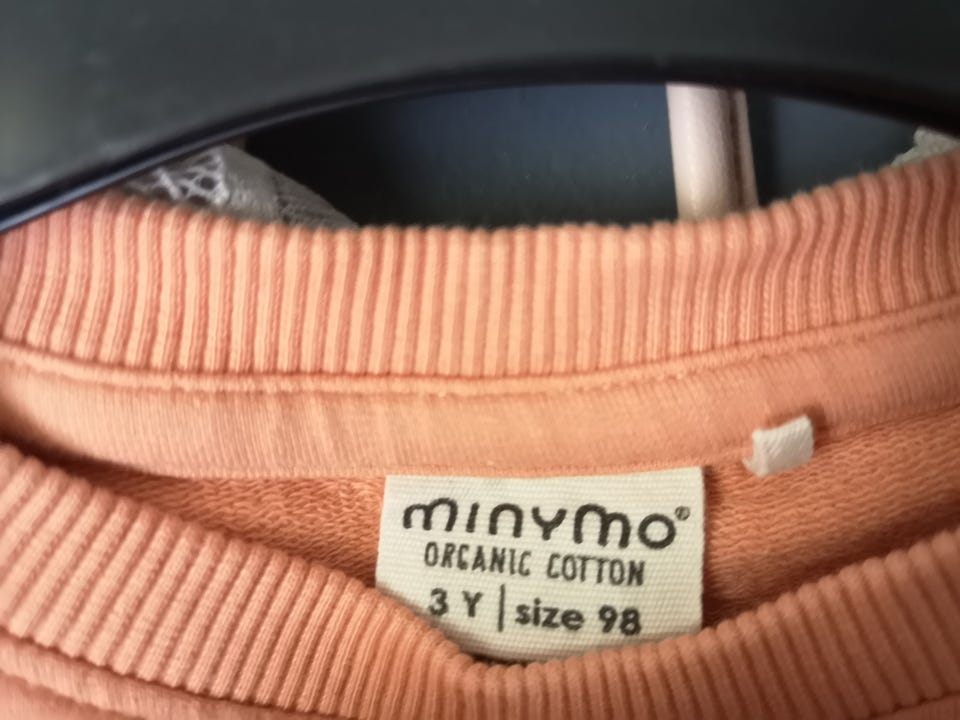 minymo®
ORGANIC COTTON
3 Y | size 98